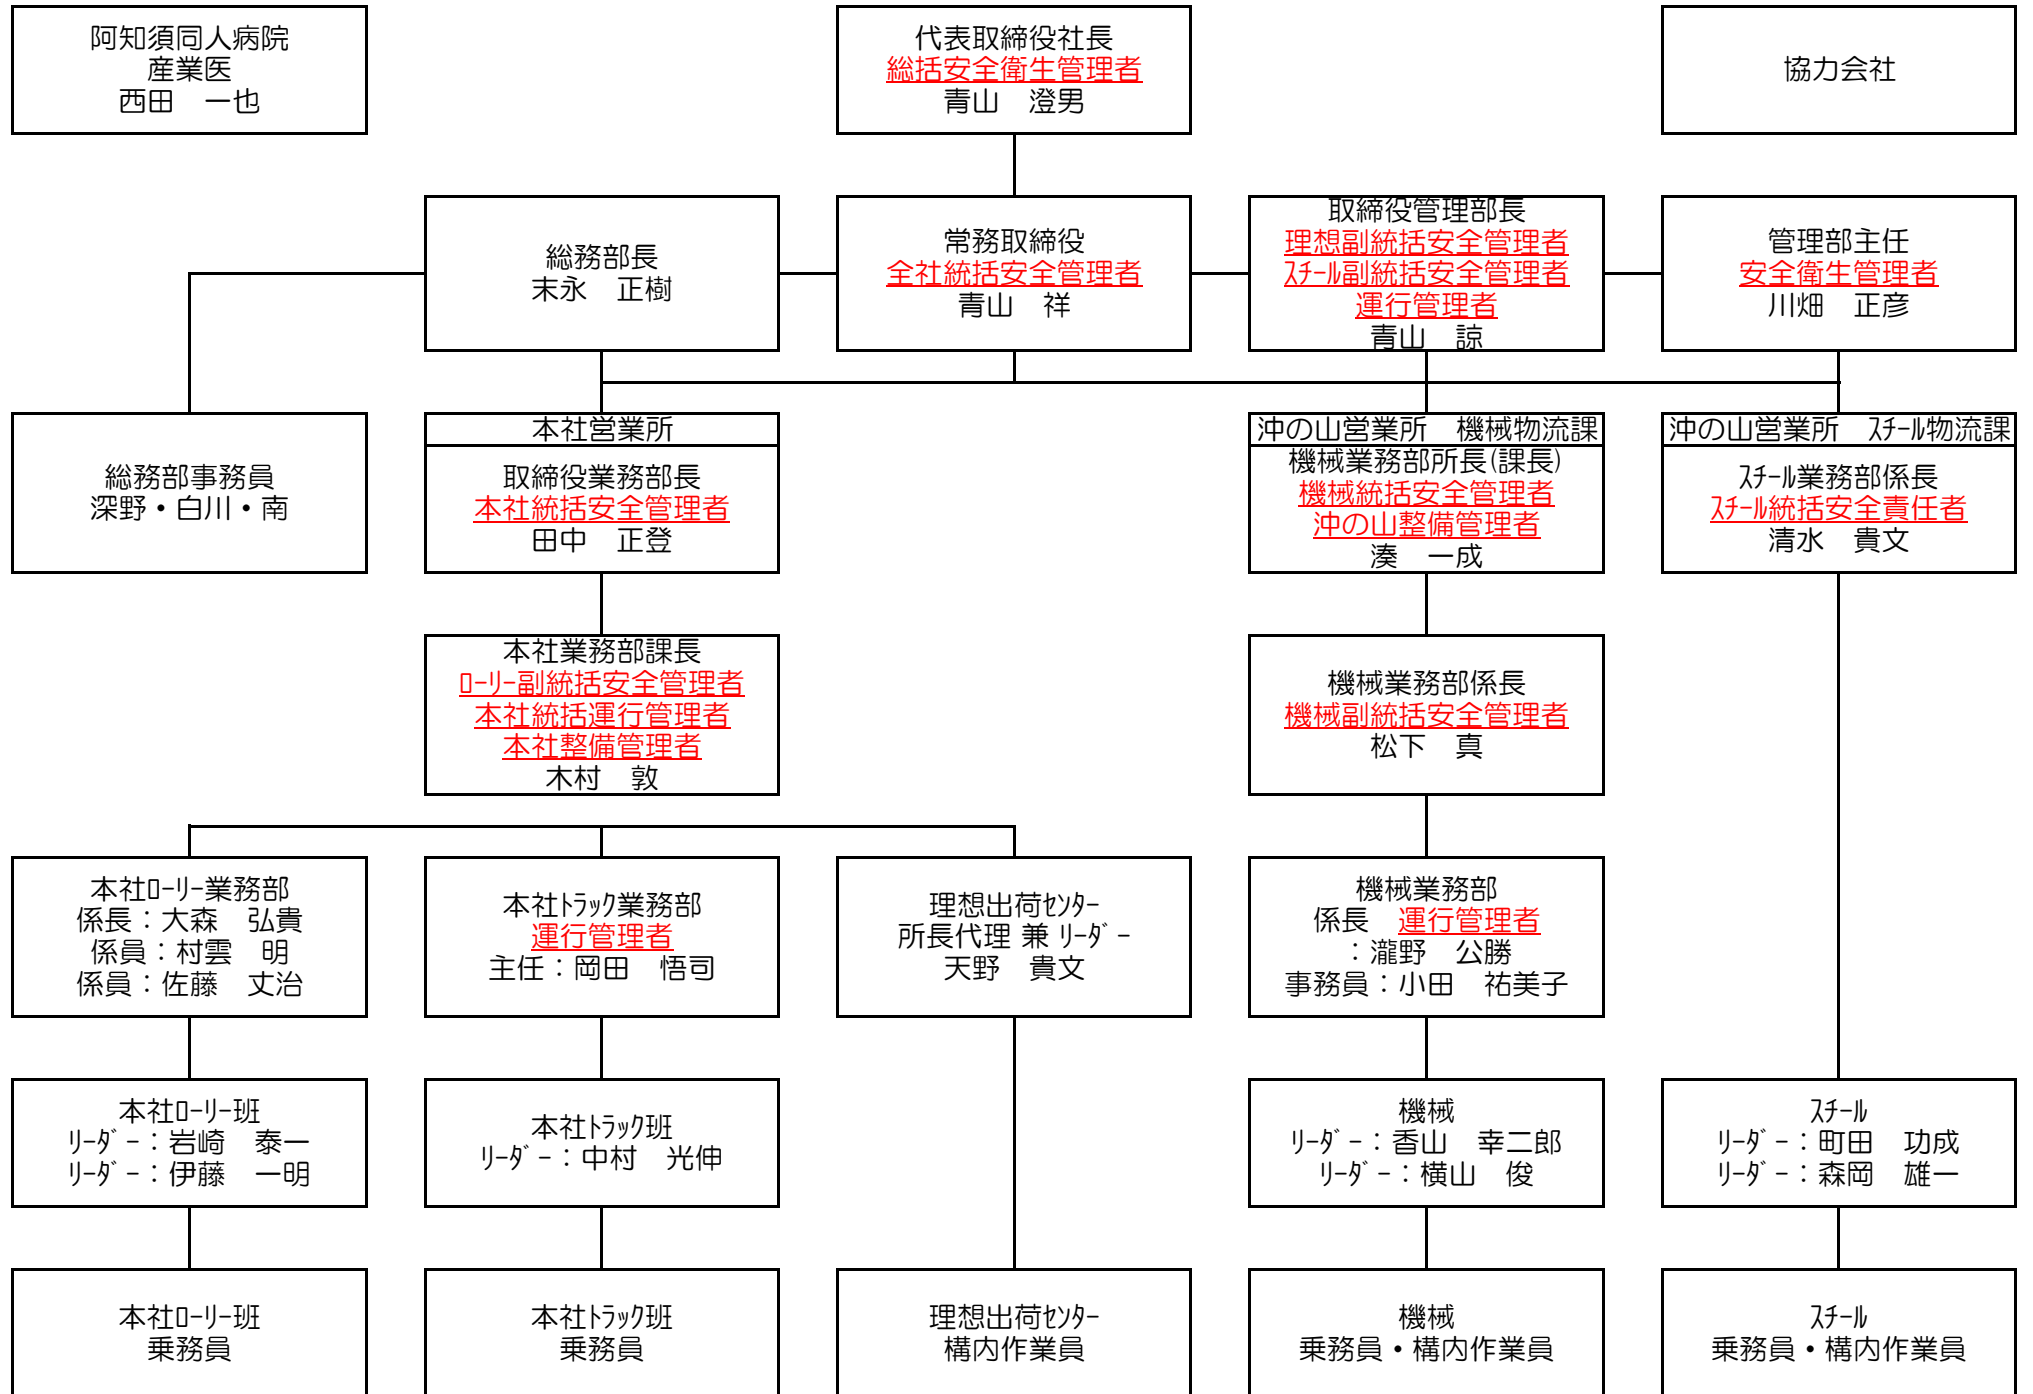 阿知須同人病院
産業医
西田　一也
代表取締役社長
総括安全衛生管理者
青山　澄男
協力会社
総務部長
末永　正樹
常務取締役
全社統括安全管理者
青山　祥
取締役管理部長
理想副統括安全管理者
ｽﾁｰﾙ副統括安全管理者
運行管理者
青山　諒
管理部主任
安全衛生管理者
川畑　正彦
総務部事務員
深野・白川・南
本社営業所
取締役業務部長
本社統括安全管理者
田中　正登
沖の山営業所　機械物流課
機械業務部所長(課長)
機械統括安全管理者
沖の山整備管理者
湊　一成
沖の山営業所　ｽﾁｰﾙ物流課
ｽﾁｰﾙ業務部係長
ｽﾁｰﾙ統括安全責任者
清水　貴文
本社業務部課長
ﾛｰﾘｰ副統括安全管理者
本社統括運行管理者
本社整備管理者
木村　敦
機械業務部係長
機械副統括安全管理者
松下　真
本社ﾛｰﾘｰ業務部
係長：大森　弘貴
係員：村雲　明
係員：佐藤　丈治
本社ﾄﾗｯｸ業務部
運行管理者
主任：岡田　悟司
理想出荷ｾﾝﾀｰ
所長代理 兼 ﾘｰﾀﾞｰ
天野　貴文
機械業務部
係長　運行管理者
：瀧野　公勝
事務員：小田　祐美子
本社ﾛｰﾘｰ班
ﾘｰﾀﾞｰ：岩崎　泰一
ﾘｰﾀﾞｰ：伊藤　一明
本社ﾄﾗｯｸ班
ﾘｰﾀﾞｰ：中村　光伸
機械
ﾘｰﾀﾞｰ：香山　幸二郎
ﾘｰﾀﾞｰ：横山　俊
ｽﾁｰﾙ
ﾘｰﾀﾞｰ：町田　功成
ﾘｰﾀﾞｰ：森岡　雄一
本社ﾛｰﾘｰ班
乗務員
本社ﾄﾗｯｸ班
乗務員
理想出荷ｾﾝﾀｰ
構内作業員
機械
乗務員・構内作業員
ｽﾁｰﾙ
乗務員・構内作業員